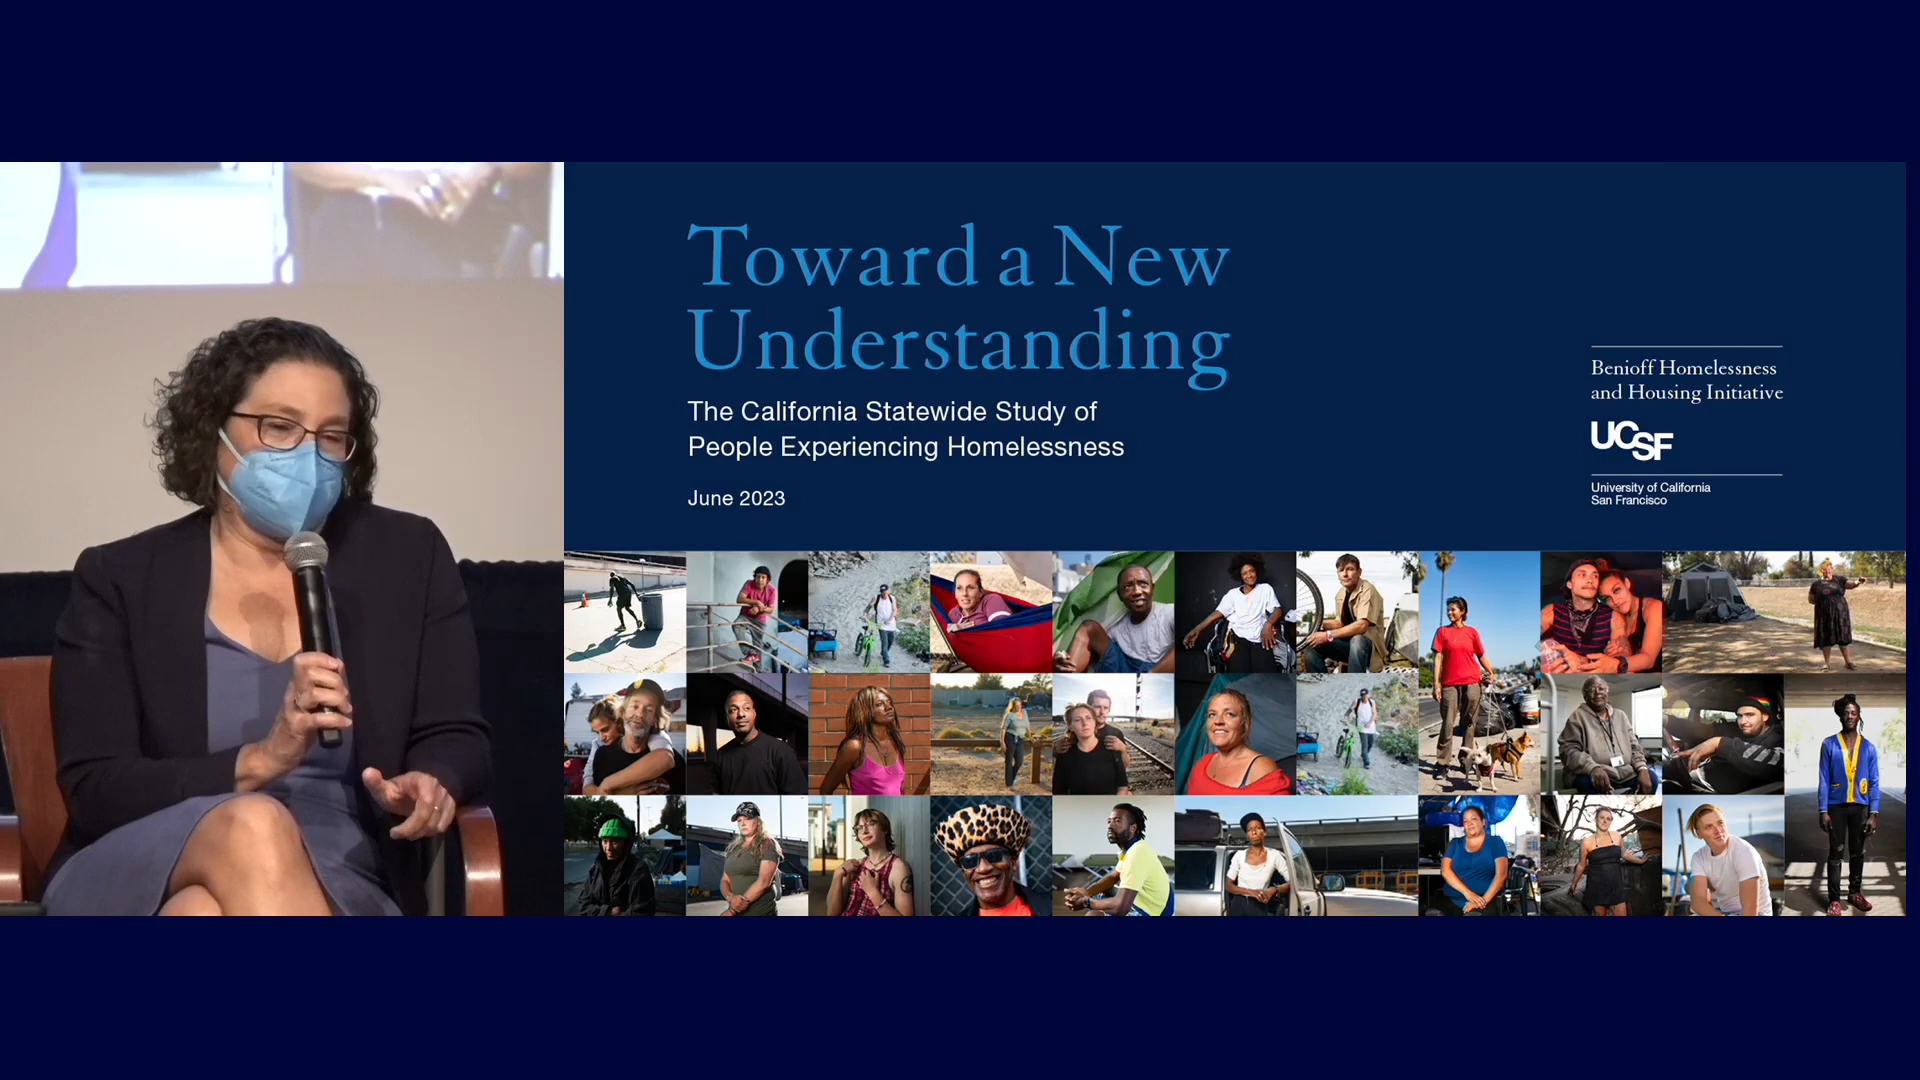 Toward a New
Understanding
The California Statewide Study of
People Experiencing Homelessness
June 2023
Benioff Homelessness
and Housing Initiative
UCSF
University of California
San Francisco